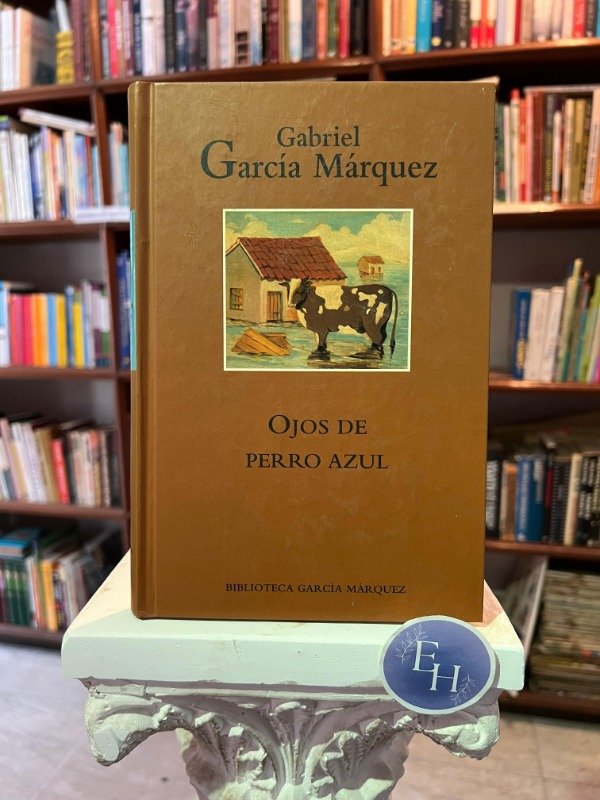 Gabriel
García Márquez
OJOS DE
PERRO AZUL
BIBLIOTECA GARCÍA MÁRQUEZ
EH